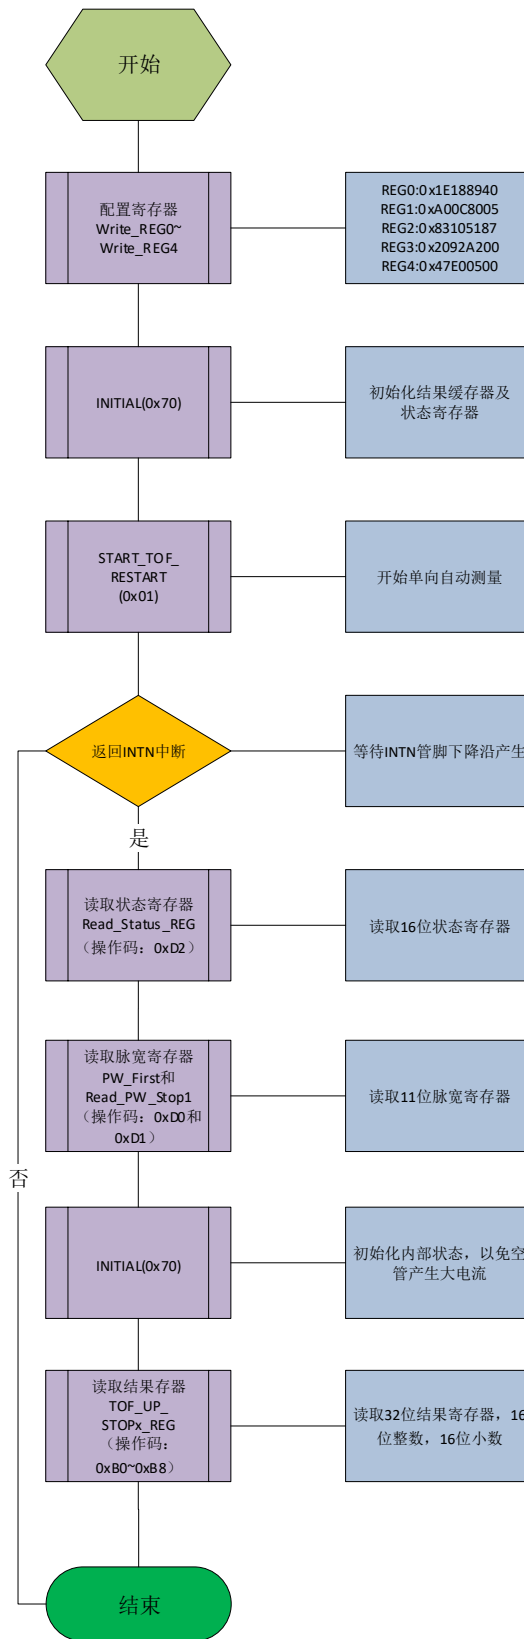 开始
配置寄存器
Write_REG0~
Write_REG4
REG0:0x1E188940
REG1:0xA00C8005
REG2:0x83105187
REG3:0x2092A200
REG4:0x47E00500
INITIAL(0x70)
初始化结果缓存器及
状态寄存器
START_TOF_
RESTART
(0x01)
开始单向自动测量
返回INTN中断
等待INTN管脚下降沿产生
是
读取状态寄存器
Read_Status_REG
（操作码：0xD2）
读取16位状态寄存器
读取脉宽寄存器
PW_First和
Read_PW_Stop1
（操作码：0xD0和
0xD1）
读取11位脉宽寄存器
否
INITIAL(0x70)
初始化内部状态，以免空
管产生大电流
读取结果存器
TOF_UP_
STOPx_REG
（操作码：
0xB0~0xB8）
读取32位结果寄存器，16
位整数，16位小数
结束